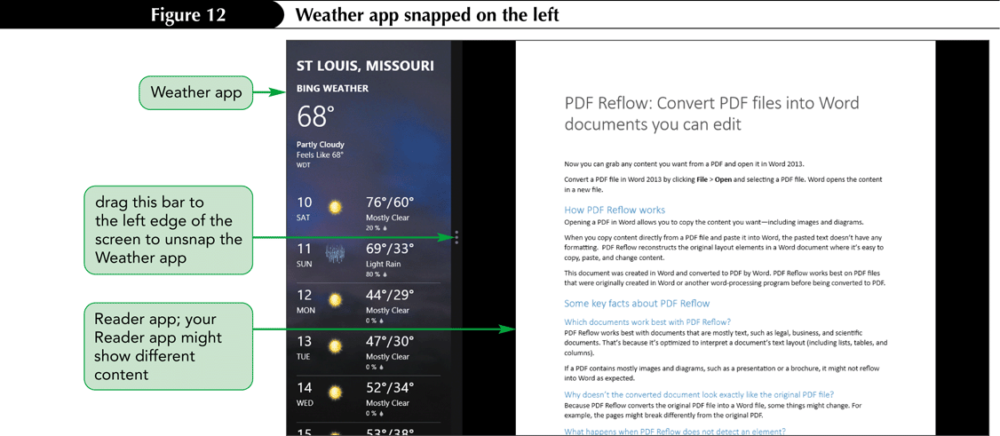 Figure 12
Weather app snapped on the left
Weather app
drag this bar to
the left edge of the
screen to unsnap the
Weather app
Reader app; your
Reader app might
show different
content
ST LOUIS, MISSOURI
BING WEATHER
68°
Partly Cloudy
Feels Like 68°
WDT
10 76°/60°
SAT Mostly Clear
20 %
11 69°/33°
SUN Light Rain
80 %
12 44°/29°
MON Mostly Clear
0 %
13 47°/30°
TUE Mostly Clear
0 %
14 52°/34°
WED Mostly Clear
0 %
15 53°/38°
PDF Reflow: Convert PDF files into Word
documents you can edit
Now you can grab any content you want from a PDF and open it in Word 2013.
Convert a PDF file in Word 2013 by clicking File > Open and selecting a PDF file. Word opens the content
in a new file.
How PDF Reflow works
Opening a PDF in Word allows you to copy the content you want—including images and diagrams.
When you copy content directly from a PDF file and paste it into Word, the pasted text doesn't have any
formatting. PDF Reflow reconstructs the original layout elements in a Word document where it's easy to
copy, paste, and change content.
This document was created in Word and converted to PDF by Word. PDF Reflow works best on PDF files
that were originally created in Word or another word-processing program before being converted to PDF.
Some key facts about PDF Reflow
Which documents work best with PDF Reflow?
PDF Reflow works best with documents that are mostly text, such as legal, business, and scientific
documents. That's because it's optimized to interpret a document's text layout (including lists, tables, and
columns).
If a PDF contains mostly images and diagrams, such as a presentation or a brochure, it might not reflow
into Word as expected.
Why doesn't the converted document look exactly like the original PDF file?
Because PDF Reflow converts the original PDF file into a Word file, some things might change. For
example, the pages might break differently from the original PDF.
What happens when PDF Reflow does not detect an element?